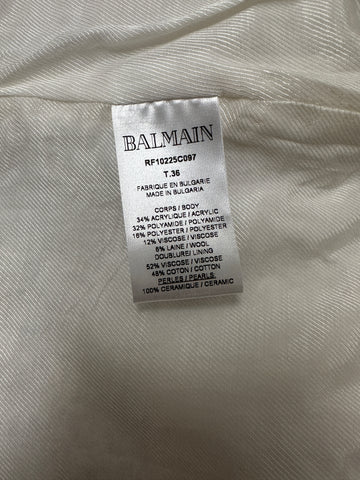 BALMAIN
RF10225C097
T.36
FABRIQUE EN BULGARIE
MADE IN BULGARIA
CORPS / BODY
34% ACRYLIQUE / ACRYLIC
32% POLYAMIDE / POLYAMIDE
16% POLYESTER / POLYESTER
12% VISCOSE / VISCOSE
6% LAINE / WOOL
DOUBLURE/ LINING
52% VISCOSE / VISCOSE
48% COTON / COTTON
PERLES / PEARLS
100% CERAMIQUE / CERAMIC